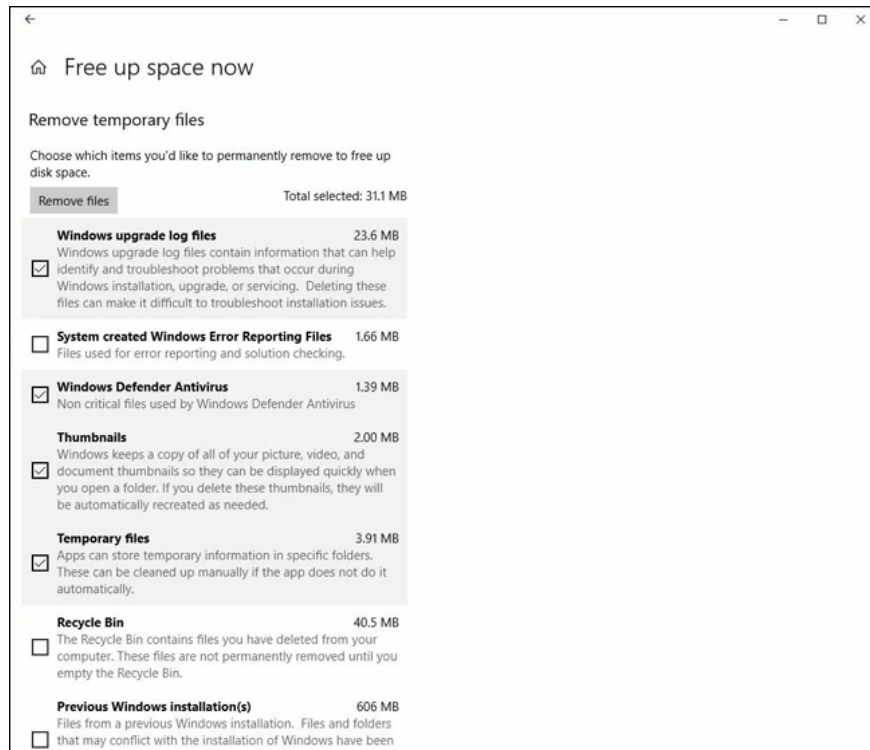 Free up space now
Remove temporary files
Choose which items you'd like to permanently remove to free up
disk space.
Remove files
Total selected: 31.1 MB
Windows upgrade log files 23.6 MB
Windows upgrade log files contain information that can help
identify and troubleshoot problems that occur during
Windows installation, upgrade, or servicing. Deleting these
files can make it difficult to troubleshoot installation issues.
System created Windows Error Reporting Files 1.66 MB
Files used for error reporting and solution checking.
Windows Defender Antivirus 1.39 MB
Non critical files used by Windows Defender Antivirus
Thumbnails 2.00 MB
Windows keeps a copy of all of your picture, video, and
document thumbnails so they can be displayed quickly when
you open a folder. If you delete these thumbnails, they will
be automatically recreated as needed.
Temporary files 3.91 MB
Apps can store temporary information in specific folders.
These can be cleaned up manually if the app does not do it
automatically.
Recycle Bin 40.5 MB
The Recycle Bin contains files you have deleted from your
computer. These files are not permanently removed until you
empty the Recycle Bin.
Previous Windows installation(s) 606 MB
Files from a previous Windows installation. Files and folders
that may conflict with the installation of Windows have been